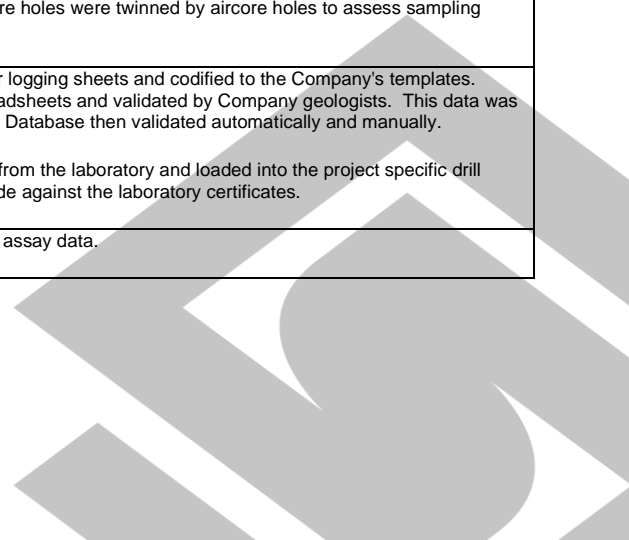 re holes were twinned by aircore holes to assess sampling
r logging sheets and codified to the Company's templates.
adsheets and validated by Company geologists. This data was
Database then validated automatically and manually.
from the laboratory and loaded into the project specific drill
de against the laboratory certificates.
assay data.